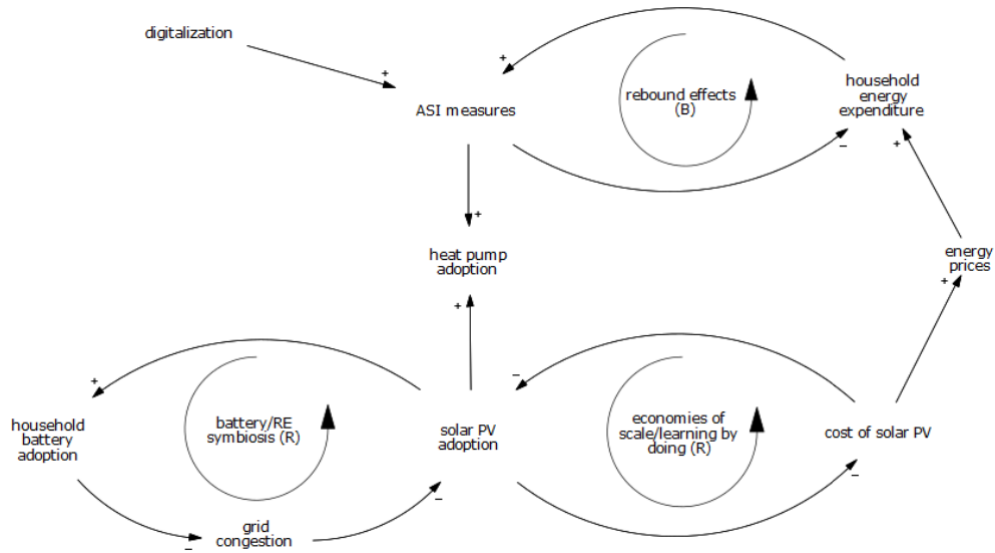 digitalization
+
+
ASI measures
rebound effects
(B)
household
energy
expenditure
−
+
+
heat pump
adoption
energy
prices
+
+
+
−
household
battery
adoption
battery/RE
symbiosis (R)
solar PV
adoption
economies of
scale/learning by
doing (R)
cost of solar PV
−
−
grid
congestion
−